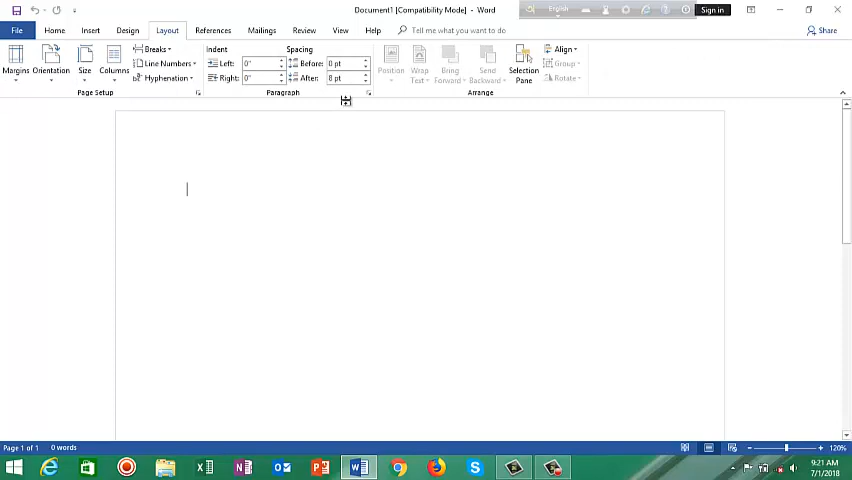 Document1 [Compatibility Mode] - Word
English
Sign in
File Home Insert Design Layout References Mailings Review View Help Tell me what you want to do
Share
Breaks
Indent
Spacing
Align
Line Numbers
Left: 0"
Before: 0 pt
Group
Margins Orientation Size Columns
Hyphenation
Right: 0"
After: 8 pt
Position Wrap Text Bring Forward Send Backward Selection Pane
Rotate
Page Setup
Paragraph
Arrange
Page 1 of 1 0 words
120%
9:21 AM
7/1/2018